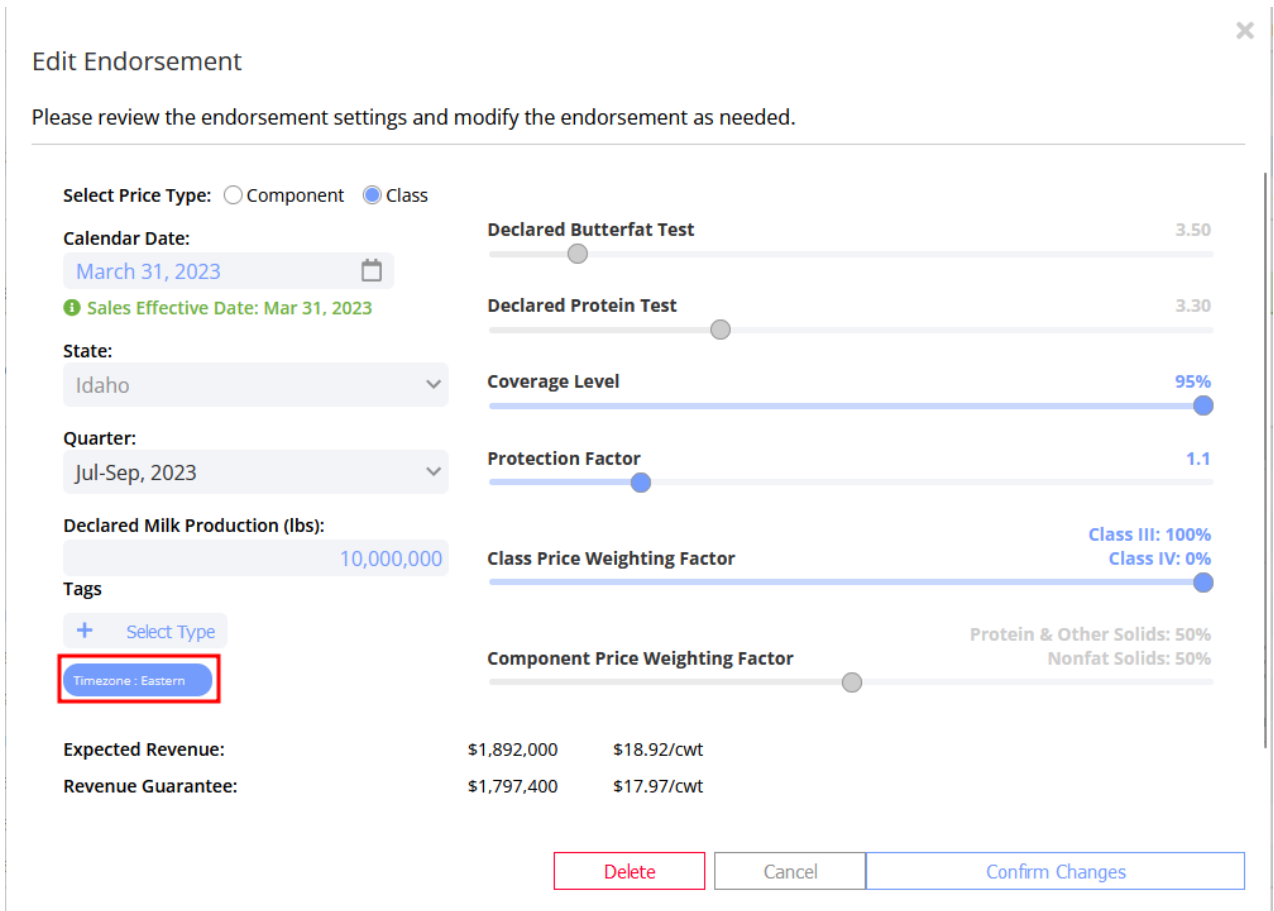 Edit Endorsement
Please review the endorsement settings and modify the endorsement as needed.
Select Price Type: Component Class
Calendar Date:
March 31, 2023
Sales Effective Date: Mar 31, 2023
State:
Idaho
Quarter:
Jul-Sep, 2023
Declared Milk Production (lbs):
10,000,000
Tags
+ Select Type
Timezone : Eastern
Declared Butterfat Test 3.50
Declared Protein Test 3.30
Coverage Level 95%
Protection Factor 1.1
Class III: 100%
Class Price Weighting Factor Class IV: 0%
Protein & Other Solids: 50%
Component Price Weighting Factor Nonfat Solids: 50%
Expected Revenue: $1,892,000 $18.92/cwt
Revenue Guarantee: $1,797,400 $17.97/cwt
Delete Cancel Confirm Changes